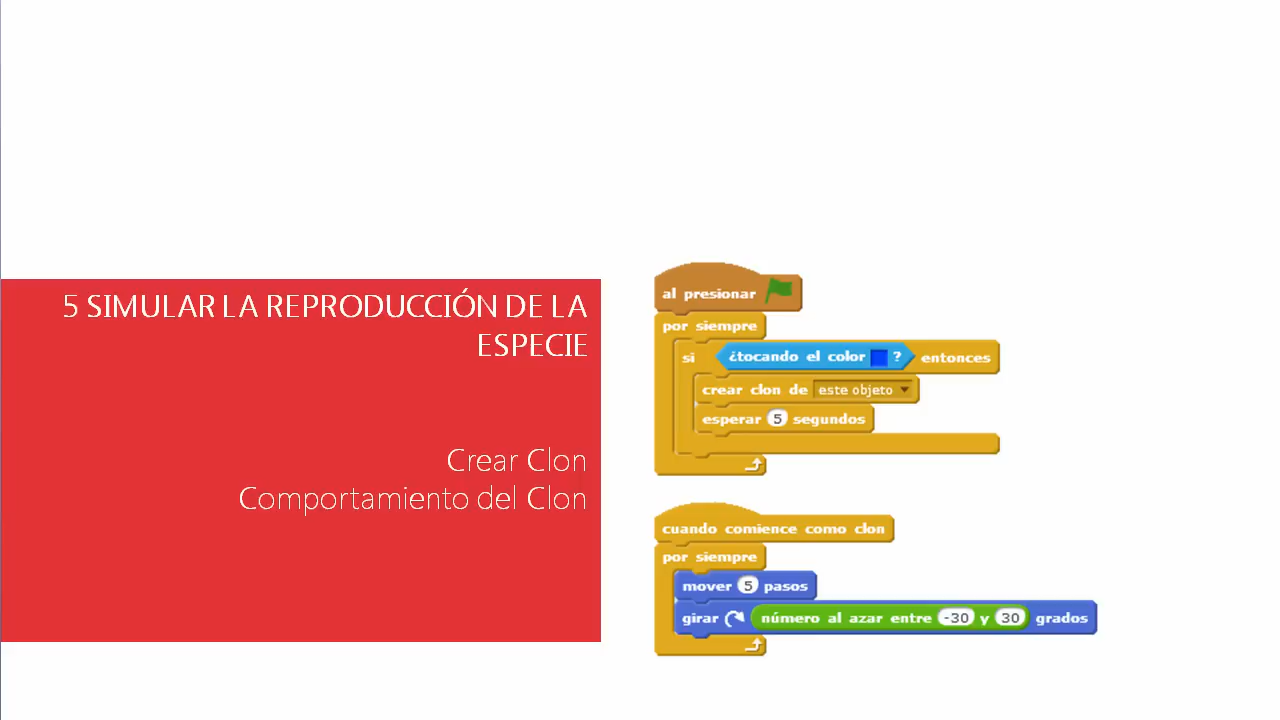 5 SIMULAR LA REPRODUCCIÓN DE LA
ESPECIE
Crear Clon
Comportamiento del Clon
al presionar
por siempre
si ¿tocando el color ? entonces
crear clon de este objeto
esperar 5 segundos
cuando comience como clon
por siempre
mover 5 pasos
girar número al azar entre -30 y 30 grados